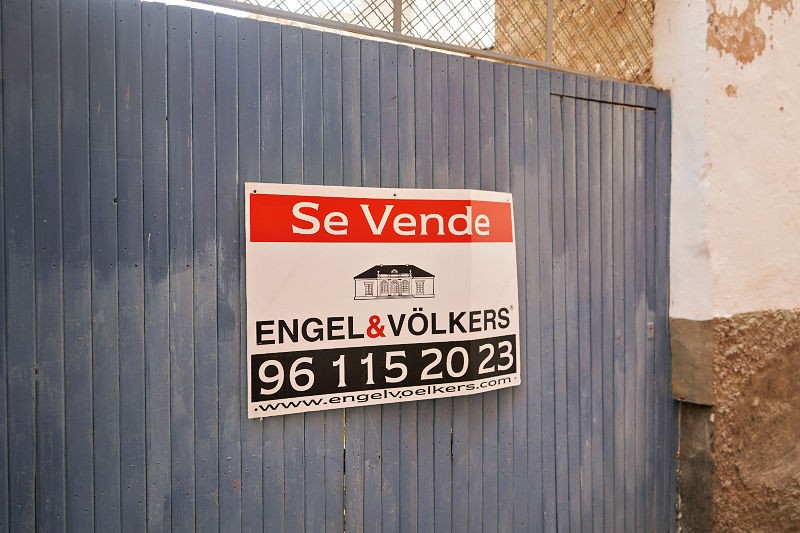 Se Vende
ENGEL&VÖLKERS®
96 115 20 23
www.engelvoelkers.com